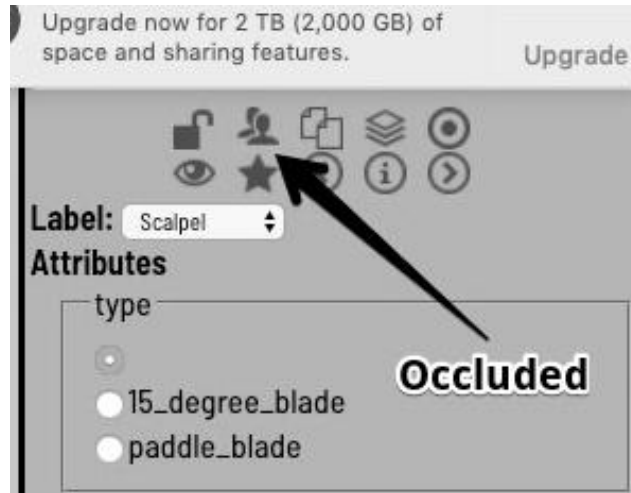 Upgrade now for 2 TB (2,000 GB) of
space and sharing features.
Upgrade
Label: Scalpel
Attributes
type
Occluded
15_degree_blade
paddle_blade